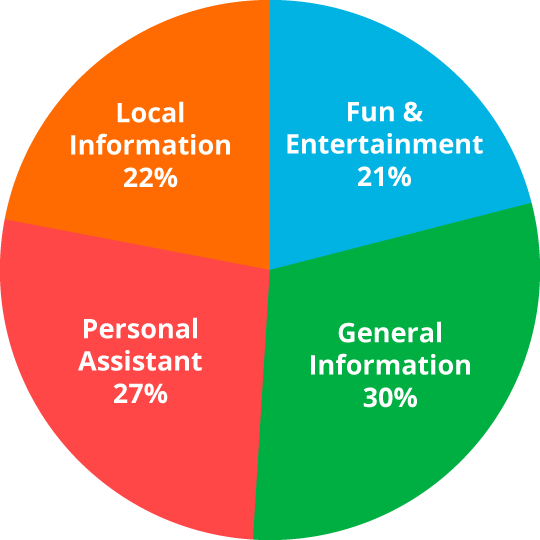 Local
Information
22%
Fun &
Entertainment
21%
Personal
Assistant
27%
General
Information
30%